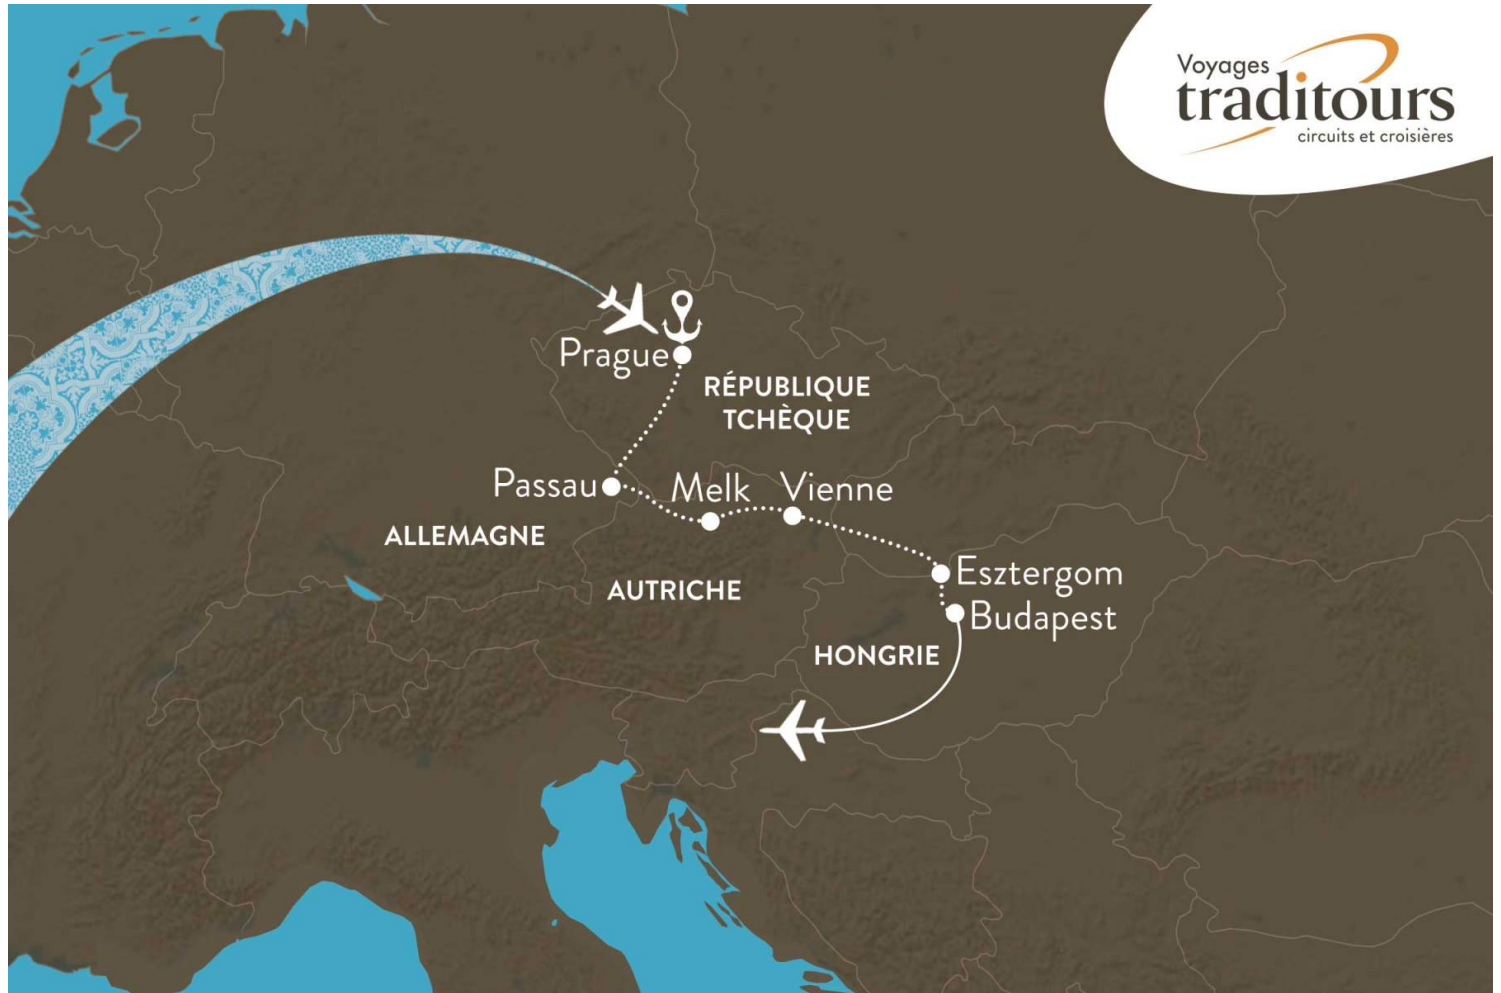 Voyages
traditours
circuits et croisières
Prague
RÉPUBLIQUE
TCHÈQUE
Passau
Melk
Vienne
ALLEMAGNE
Esztergom
AUTRICHE
Budapest
HONGRIE